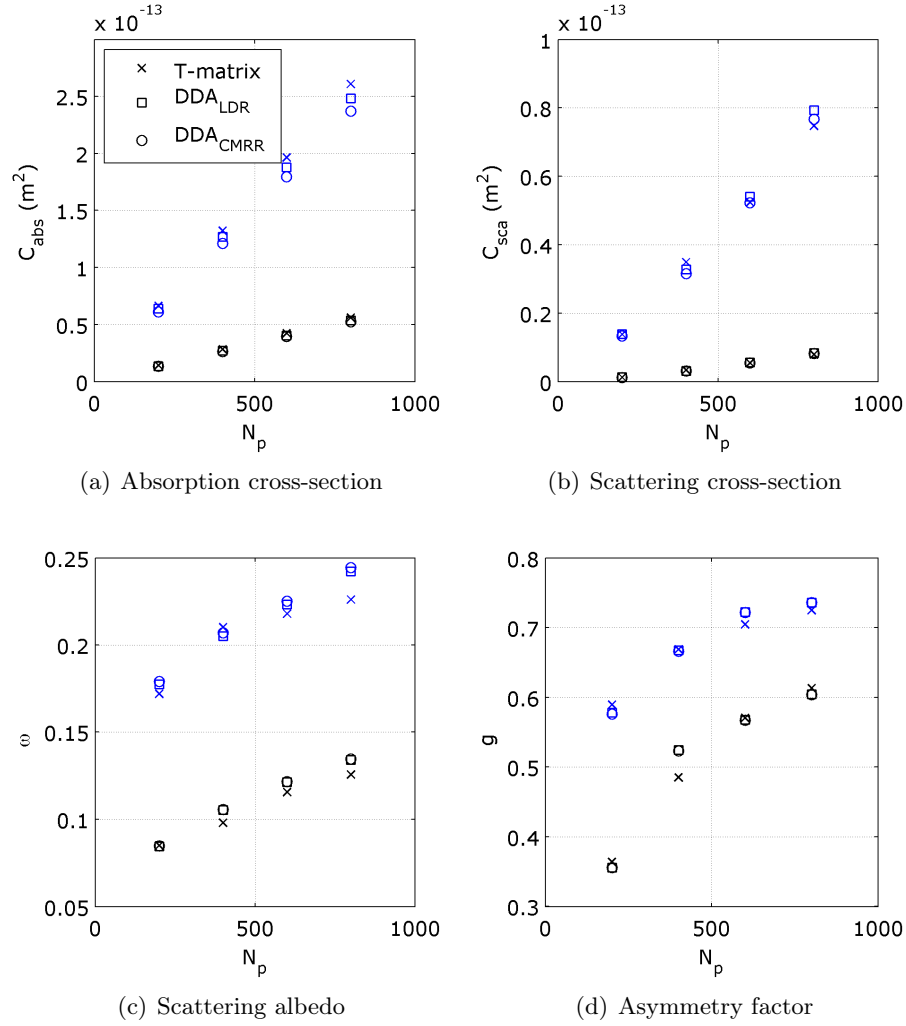 x 10^-13
T-matrix
DDA_LDR
DDA_CMRR
2.5
2
1.5
1
0.5
0
C_abs (m^2)
0 500 1000
N_p
(a) Absorption cross-section
x 10^-13
1
0.8
0.6
0.4
0.2
0
C_sca (m^2)
0 500 1000
N_p
(b) Scattering cross-section
0.25
0.2
0.15
0.1
0.05
ω
0 500 1000
N_p
(c) Scattering albedo
0.8
0.7
0.6
0.5
0.4
0.3
g
0 500 1000
N_p
(d) Asymmetry factor